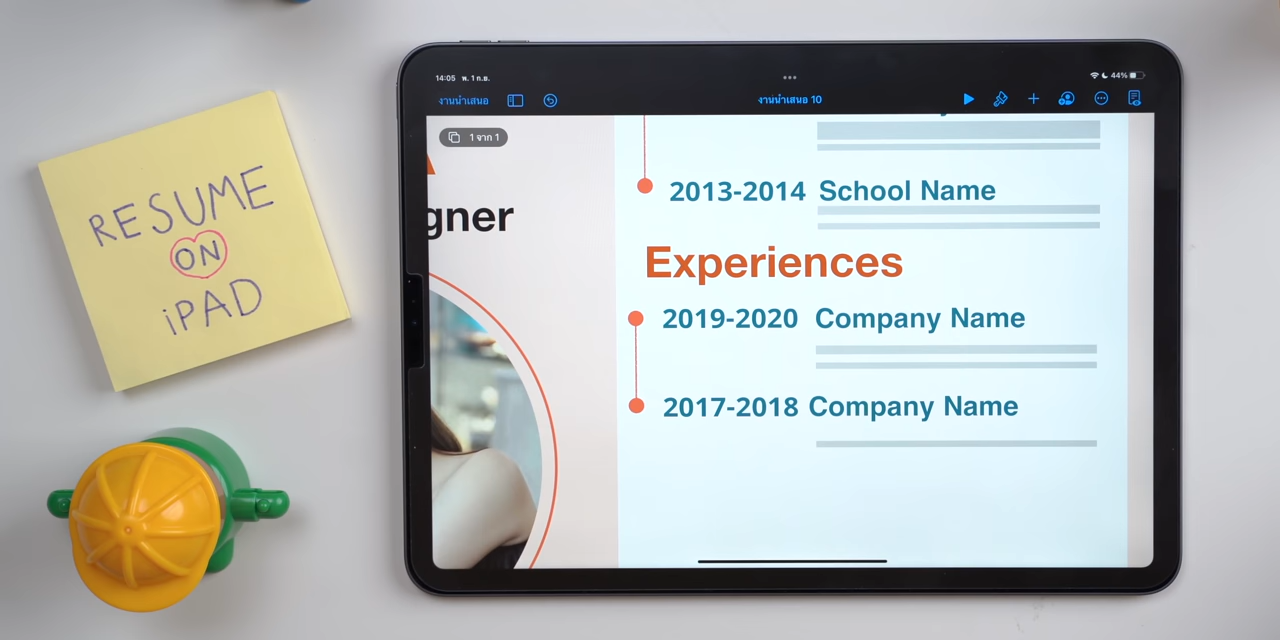 RESUME
ON
iPAD
14:05 พ. 1 ก.ย.
44%
งานนำเสนอ
งานนำเสนอ 10
1 จาก 1
gner
2013-2014 School Name
Experiences
2019-2020 Company Name
2017-2018 Company Name